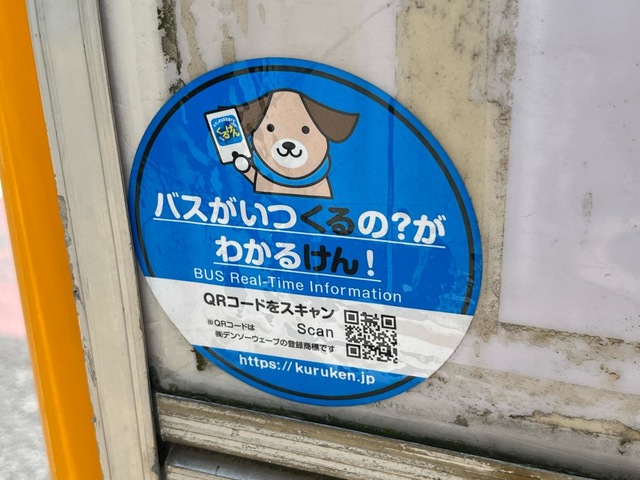 くるけん
バスがいつくるの?が
わかるけん!
BUS Real-Time Information
QRコードをスキャン
Scan
※QRコードは
㈱デンソーウェーブの登録商標です
https://kuruken.jp